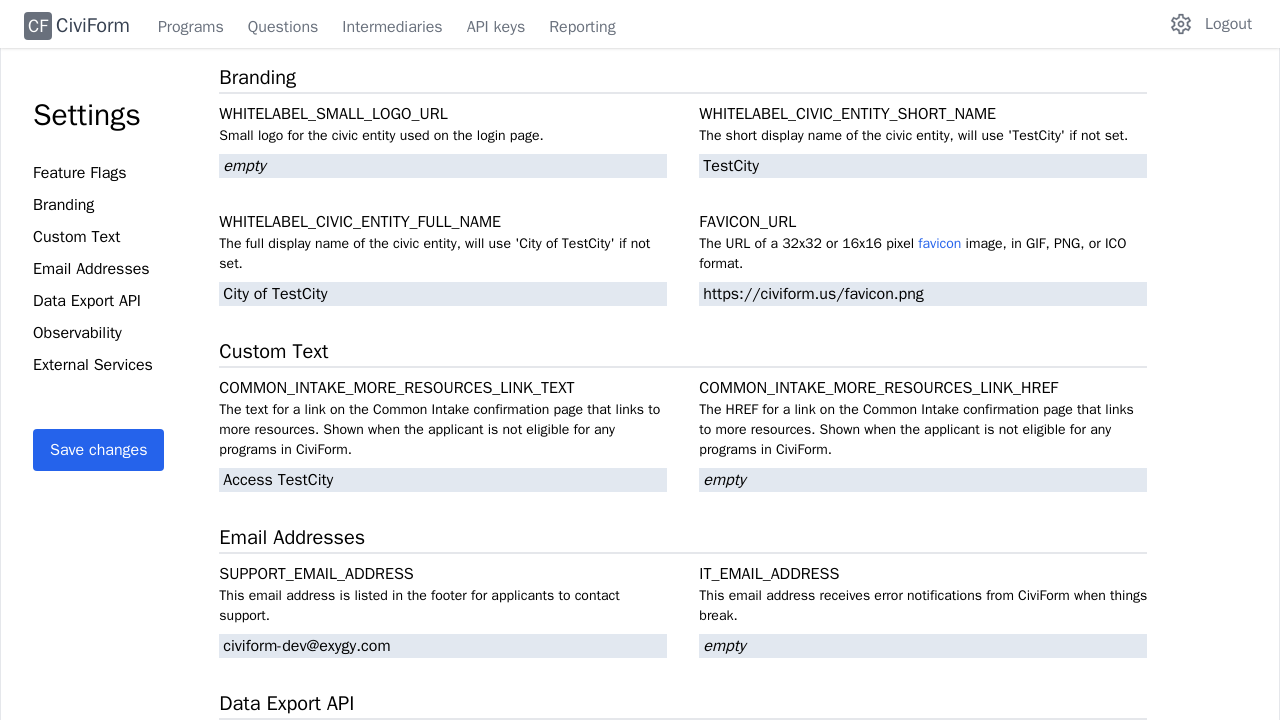 CF CiviForm Programs Questions Intermediaries API keys Reporting Logout
Settings
Feature Flags
Branding
Custom Text
Email Addresses
Data Export API
Observability
External Services
Save changes
Branding
WHITELABEL_SMALL_LOGO_URL
Small logo for the civic entity used on the login page.
empty
WHITELABEL_CIVIC_ENTITY_SHORT_NAME
The short display name of the civic entity, will use 'TestCity' if not set.
TestCity
WHITELABEL_CIVIC_ENTITY_FULL_NAME
The full display name of the civic entity, will use 'City of TestCity' if not
set.
City of TestCity
FAVICON_URL
The URL of a 32x32 or 16x16 pixel favicon image, in GIF, PNG, or ICO
format.
https://civiform.us/favicon.png
Custom Text
COMMON_INTAKE_MORE_RESOURCES_LINK_TEXT
The text for a link on the Common Intake confirmation page that links to
more resources. Shown when the applicant is not eligible for any
programs in CiviForm.
Access TestCity
COMMON_INTAKE_MORE_RESOURCES_LINK_HREF
The HREF for a link on the Common Intake confirmation page that links
to more resources. Shown when the applicant is not eligible for any
programs in CiviForm.
empty
Email Addresses
SUPPORT_EMAIL_ADDRESS
This email address is listed in the footer for applicants to contact
support.
civiform-dev@exygy.com
IT_EMAIL_ADDRESS
This email address receives error notifications from CiviForm when things
break.
empty
Data Export API